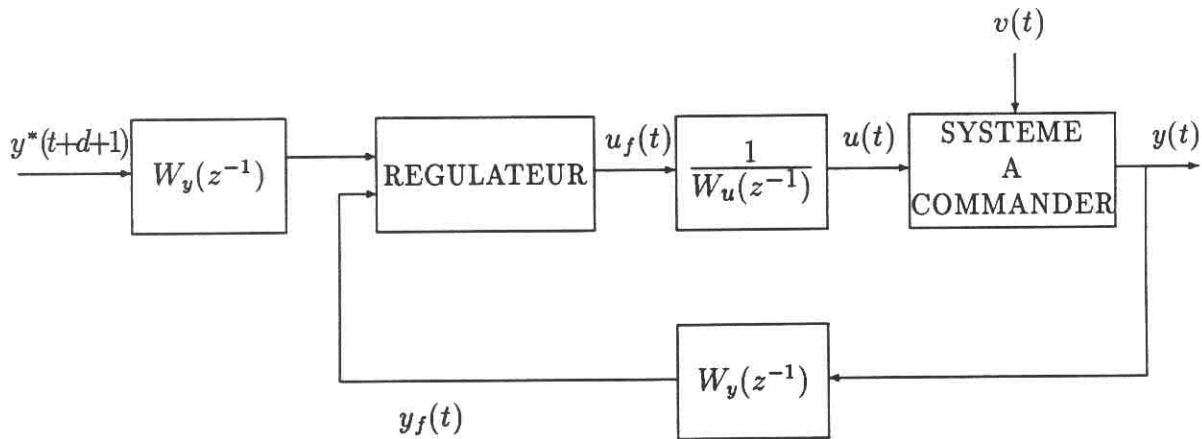 v(t)
y*(t+d+1)
W_y(z^{-1})
REGULATEUR
u_f(t)
1
W_u(z^{-1})
u(t)
SYSTEME
A
COMMANDER
y(t)
W_y(z^{-1})
y_f(t)